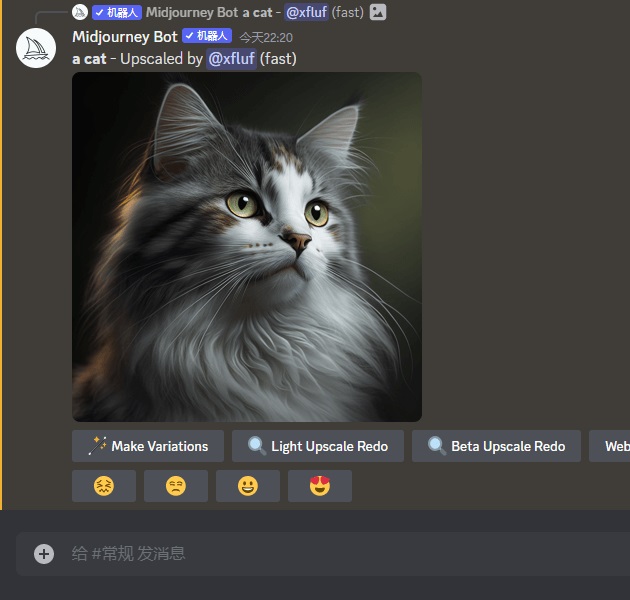 机器人 Midjourney Bot a cat - @xfluf (fast)
Midjourney Bot 机器人 今天22:20
a cat - Upscaled by @xfluf (fast)
Make Variations Light Upscale Redo Beta Upscale Redo Web
给 #常规 发消息